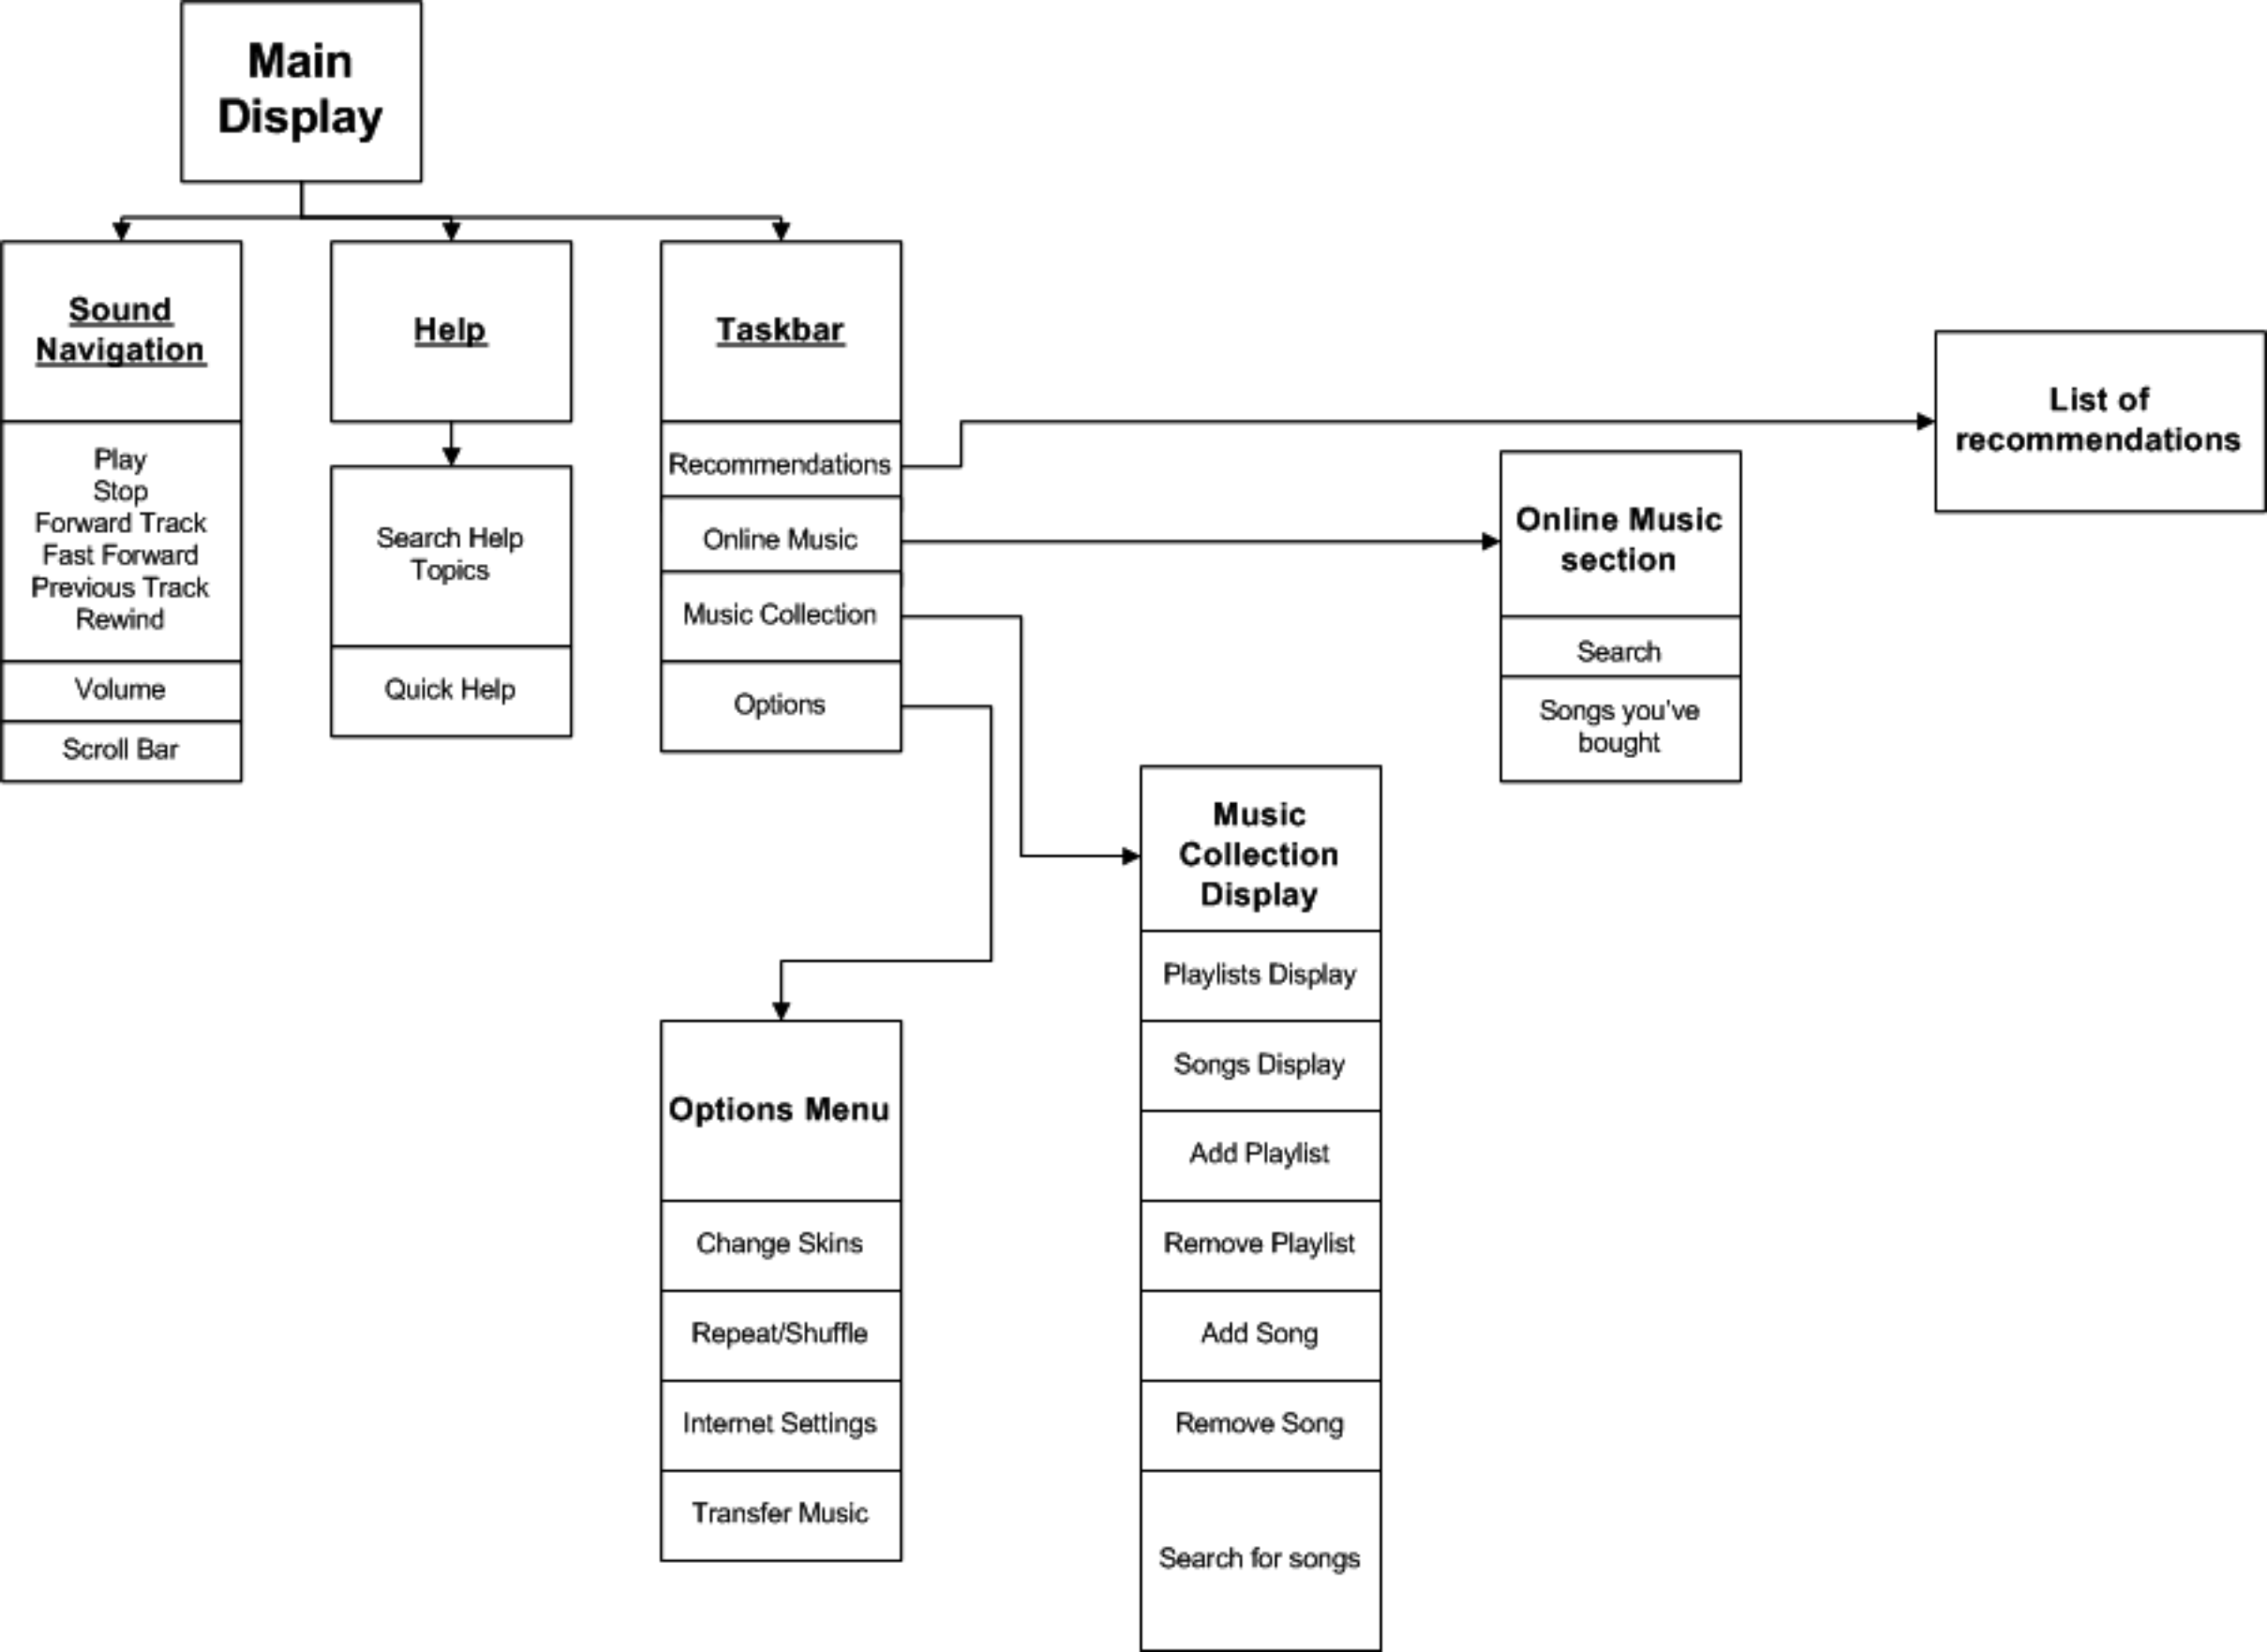 Main
Display
Sound
Navigation
Play
Stop
Forward Track
Fast Forward
Previous Track
Rewind
Volume
Scroll Bar
Help
Search Help
Topics
Quick Help
Taskbar
Recommendations
Online Music
Music Collection
Options
List of
recommendations
Online Music
section
Search
Songs you've
bought
Music
Collection
Display
Playlists Display
Songs Display
Add Playlist
Remove Playlist
Add Song
Remove Song
Search for songs
Options Menu
Change Skins
Repeat/Shuffle
Internet Settings
Transfer Music